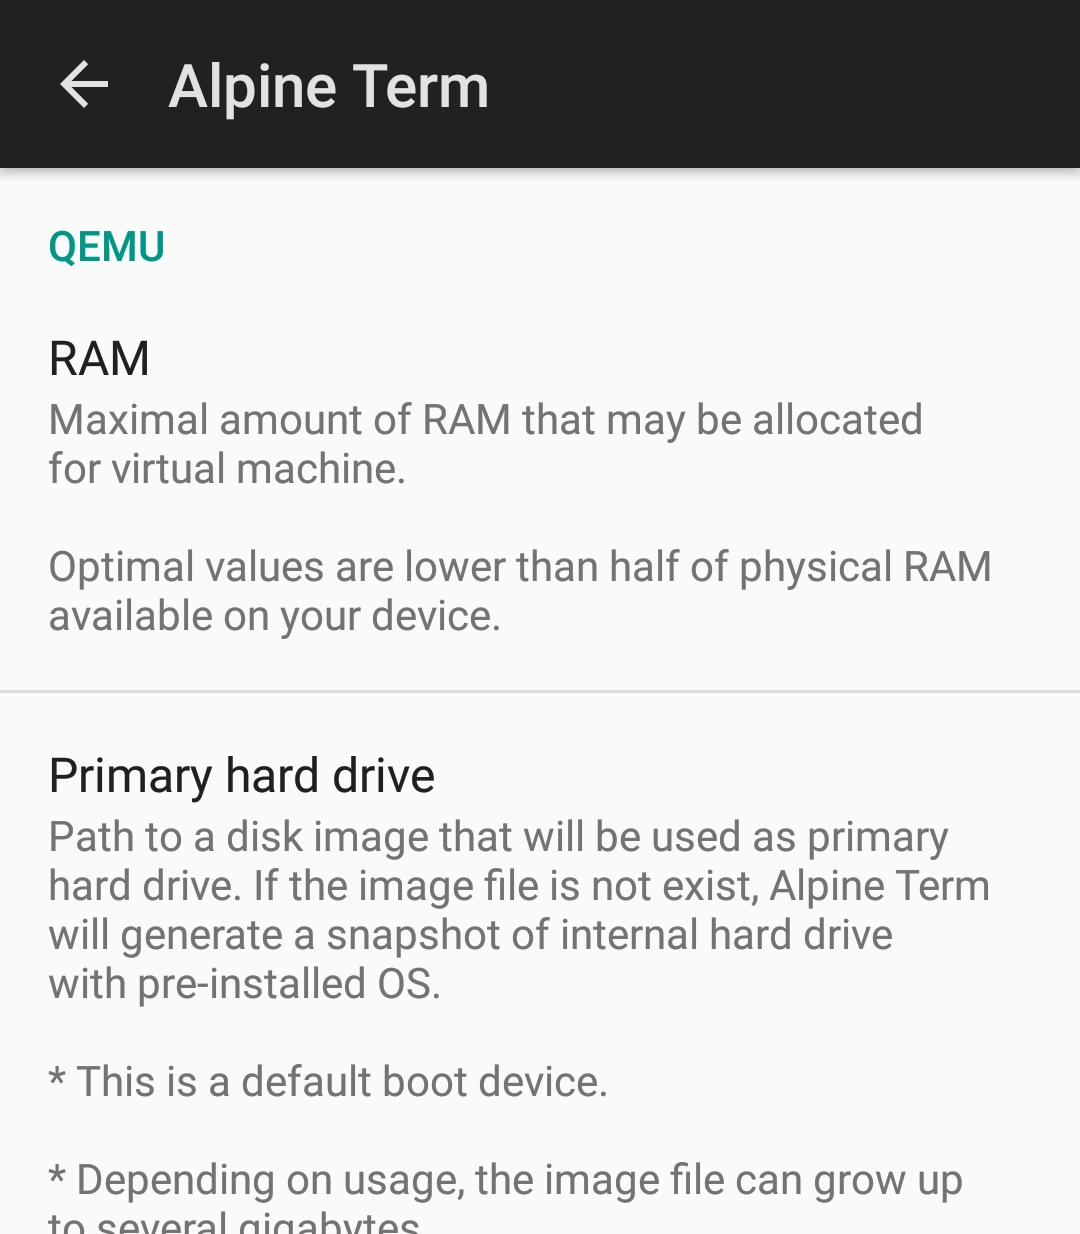 Alpine Term
QEMU
RAM
Maximal amount of RAM that may be allocated
for virtual machine.
Optimal values are lower than half of physical RAM
available on your device.
Primary hard drive
Path to a disk image that will be used as primary
hard drive. If the image file is not exist, Alpine Term
will generate a snapshot of internal hard drive
with pre-installed OS.
* This is a default boot device.
* Depending on usage, the image file can grow up
to several gigabytes